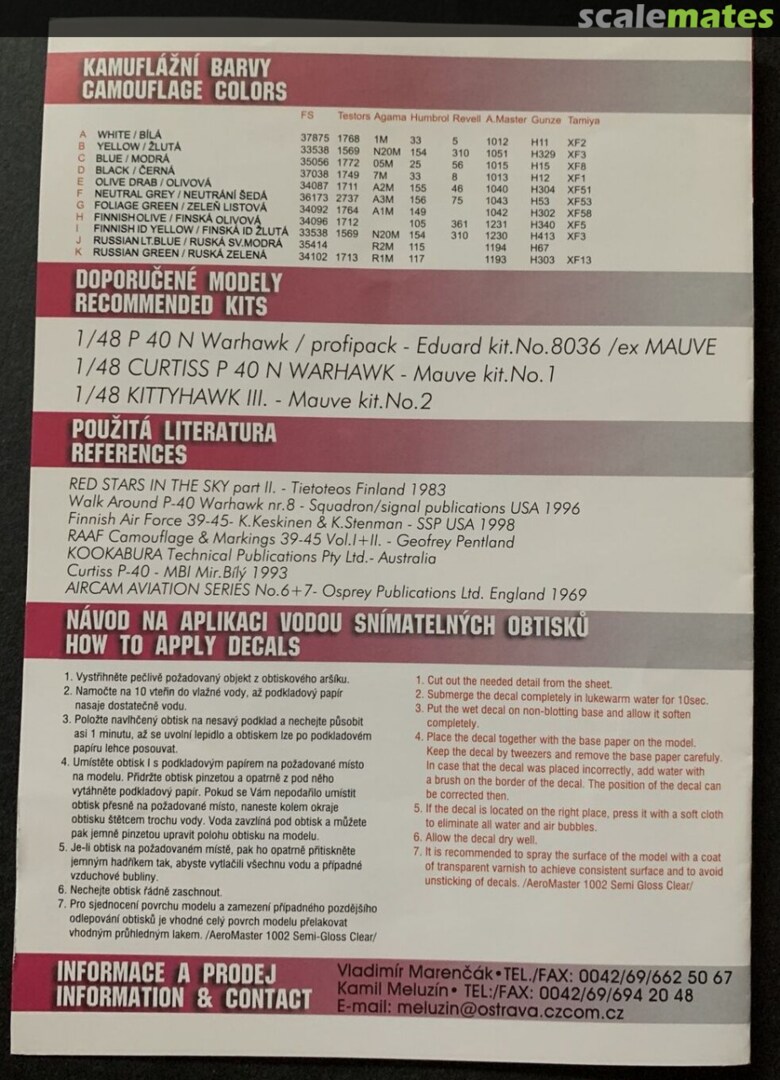 scalemates
KAMUFLÁŽNÍ BARVY
CAMOUFLAGE COLORS
FS Testors Agama Humbrol Revell A.Master Gunze Tamiya
A WHITE / BÍLÁ 37875 1768 1M 33 5 1012 H11 XF2
B YELLOW / ŽLUTÁ 33538 1569 N20M 154 310 1051 H329 XF3
C BLUE / MODRÁ 35056 1772 05M 25 56 1015 H15 XF8
D BLACK / ČERNÁ 37038 1749 7M 33 8 1013 H12 XF1
E OLIVE DRAB / OLIVOVÁ 34087 1711 A2M 155 46 1040 H304 XF51
F NEUTRAL GREY / NEUTRÁNÍ ŠEDÁ 36173 2737 A3M 156 75 1043 H53 XF53
G FOLIAGE GREEN / ZELEŇ LISTOVÁ 34092 1764 A1M 149 1042 H302 XF58
H FINNISH OLIVE / FINSKÁ OLIVOVÁ 34096 1712 105 361 1231 H340 XF5
I FINNISH ID YELLOW / FINSKÁ ID ŽLUTÁ 33538 1569 N20M 154 310 1230 H413 XF3
J RUSSIAN LT.BLUE / RUSKÁ SV.MODRÁ 35414 R2M 115 1194 H67
K RUSSIAN GREEN / RUSKÁ ZELENÁ 34102 1713 R1M 117 1193 H303 XF13
DOPORUČENÉ MODELY
RECOMMENDED KITS
1/48 P 40 N Warhawk / profipack - Eduard kit.No.8036 /ex MAUVE
1/48 CURTISS P 40 N WARHAWK - Mauve kit.No.1
1/48 KITTYHAWK III. - Mauve kit.No.2
POUŽITÁ LITERATURA
REFERENCES
RED STARS IN THE SKY part II. - Tietoteos Finland 1983
Walk Around P-40 Warhawk nr.8 - Squadron/signal publications USA 1996
Finnish Air Force 39-45- K.Keskinen & K.Stenman - SSP USA 1998
RAAF Camouflage & Markings 39-45 Vol.I+II. - Geofrey Pentland
KOOKABURA Technical Publications Pty Ltd.- Australia
Curtiss P-40 - MBI Mir.Bílý 1993
AIRCAM AVIATION SERIES No.6+7- Osprey Publications Ltd. England 1969
NÁVOD NA APLIKACI VODOU SNÍMATELNÝCH OBTISKŮ
HOW TO APPLY DECALS
1. Vystřihněte pečlivě požadovaný objekt z obtiskového aršíku.
2. Namočte na 10 vteřin do vlažné vody, až podkladový papír
nasaje dostatečně vodu.
3. Položte navlhčený obtisk na nesavý podklad a nechejte působit
asi 1 minutu, až se uvolní lepidlo a obtiskem lze po podkladovém
papíru lehce posouvat.
4. Umístěte obtisk I s podkladovým papírem na požadované místo
na modelu. Přidržte obtisk pinzetou a opatrně z pod něho
vytáhněte podkladový papír. Pokud se Vám nepodařilo umístit
obtisk přesně na požadované místo, naneste kolem okraje
obtisku štětcem trochu vody. Voda zavzlíná pod obtisk a můžete
pak jemně pinzetou upravit polohu obtisku na modelu.
5. Je-li obtisk na požadovaném místě, pak ho opatrně přitiskněte
jemným hadříkem tak, abyste vytlačili všechnu vodu a případné
vzduchové bubliny.
6. Nechejte obtisk řádně zaschnout.
7. Pro sjednocení povrchu modelu a zamezení případného pozdějšího
odlepování obtisků je vhodné celý povrch modelu přelakovat
vhodným průhledným lakem. /AeroMaster 1002 Semi-Gloss Clear/
1. Cut out the needed detail from the sheet.
2. Submerge the decal completely in lukewarm water for 10sec.
3. Put the wet decal on non-blotting base and allow it soften
completely.
4. Place the decal together with the base paper on the model.
Keep the decal by tweezers and remove the base paper carefuly.
In case that the decal was placed incorrectly, add water with
a brush on the border of the decal. The position of the decal can
be corrected then.
5. If the decal is located on the right place, press it with a soft cloth
to eliminate all water and air bubbles.
6. Allow the decal dry well.
7. It is recommended to spray the surface of the model with a coat
of transparent varnish to achieve consistent surface and to avoid
unsticking of decals. /AeroMaster 1002 Semi Gloss Clear/
INFORMACE A PRODEJ
INFORMATION & CONTACT
Vladimír Marenčák • TEL./FAX: 0042/69/662 50 67
Kamil Meluzín • TEL:/FAX: 0042/69/694 20 48
E-mail: meluzin@ostrava.czcom.cz